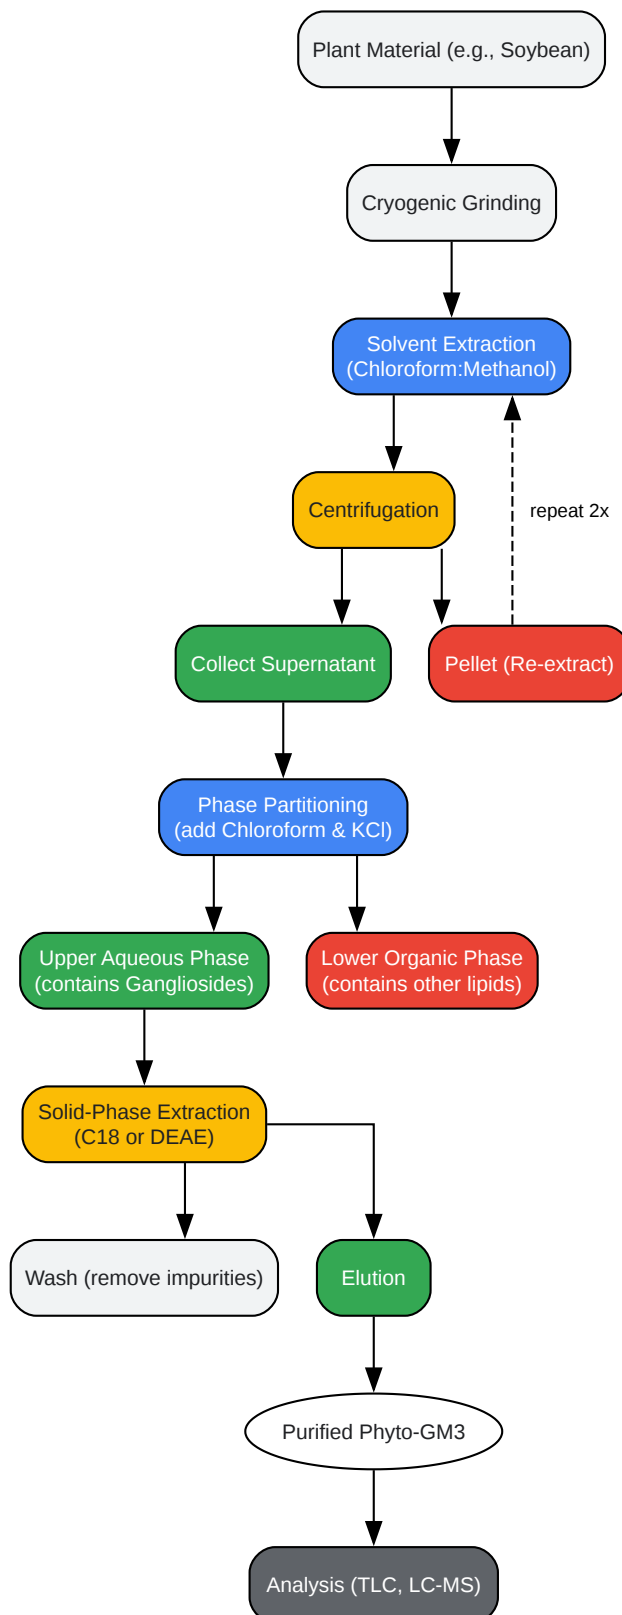 Plant Material (e.g., Soybean)
Cryogenic Grinding
Solvent Extraction
(Chloroform:Methanol)
Centrifugation
repeat 2x
Collect Supernatant
Pellet (Re-extract)
Phase Partitioning
(add Chloroform & KCl)
Upper Aqueous Phase
(contains Gangliosides)
Lower Organic Phase
(contains other lipids)
Solid-Phase Extraction
(C18 or DEAE)
Wash (remove impurities)
Elution
Purified Phyto-GM3
Analysis (TLC, LC-MS)